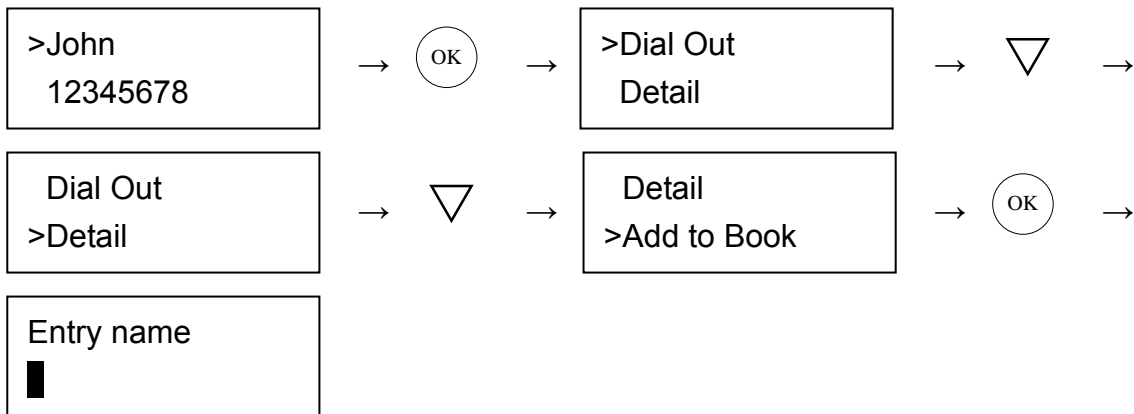 >John
12345678
→ OK →
>Dial Out
Detail
→ ▽ →
Dial Out
>Detail
→ ▽ →
Detail
>Add to Book
→ OK →
Entry name